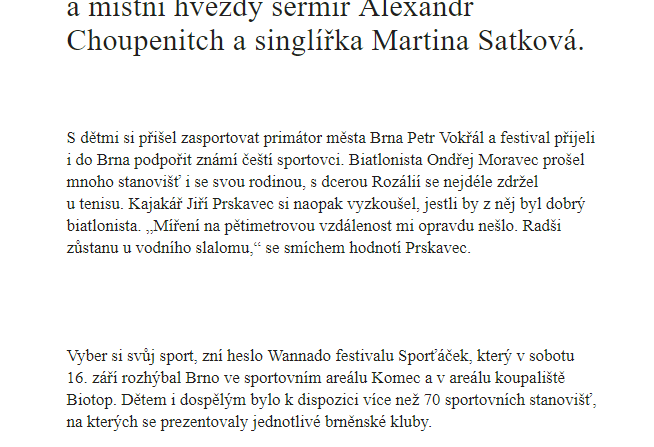 a místní hvězdy šermíř Alexandr
Choupenitch a singlířka Martina Satková.
S dětmi si přišel zasportovat primátor města Brna Petr Vokřál a festival přijeli
i do Brna podpořit známí čeští sportovci. Biatlonista Ondřej Moravec prošel
mnoho stanovišť i se svou rodinou, s dcerou Rozálií se nejdéle zdržel
u tenisu. Kajakář Jiří Prskavec si naopak vyzkoušel, jestli by z něj byl dobrý
biatlonista. „Míření na pětimetrovou vzdálenost mi opravdu nešlo. Radši
zůstanu u vodního slalomu,“ se smíchem hodnotí Prskavec.
Vyber si svůj sport, zní heslo Wannado festivalu Sporťáček, který v sobotu
16. září rozhýbal Brno ve sportovním areálu Komec a v areálu koupaliště
Biotop. Dětem i dospělým bylo k dispozici více než 70 sportovních stanovišť,
na kterých se prezentovaly jednotlivé brněnské kluby.